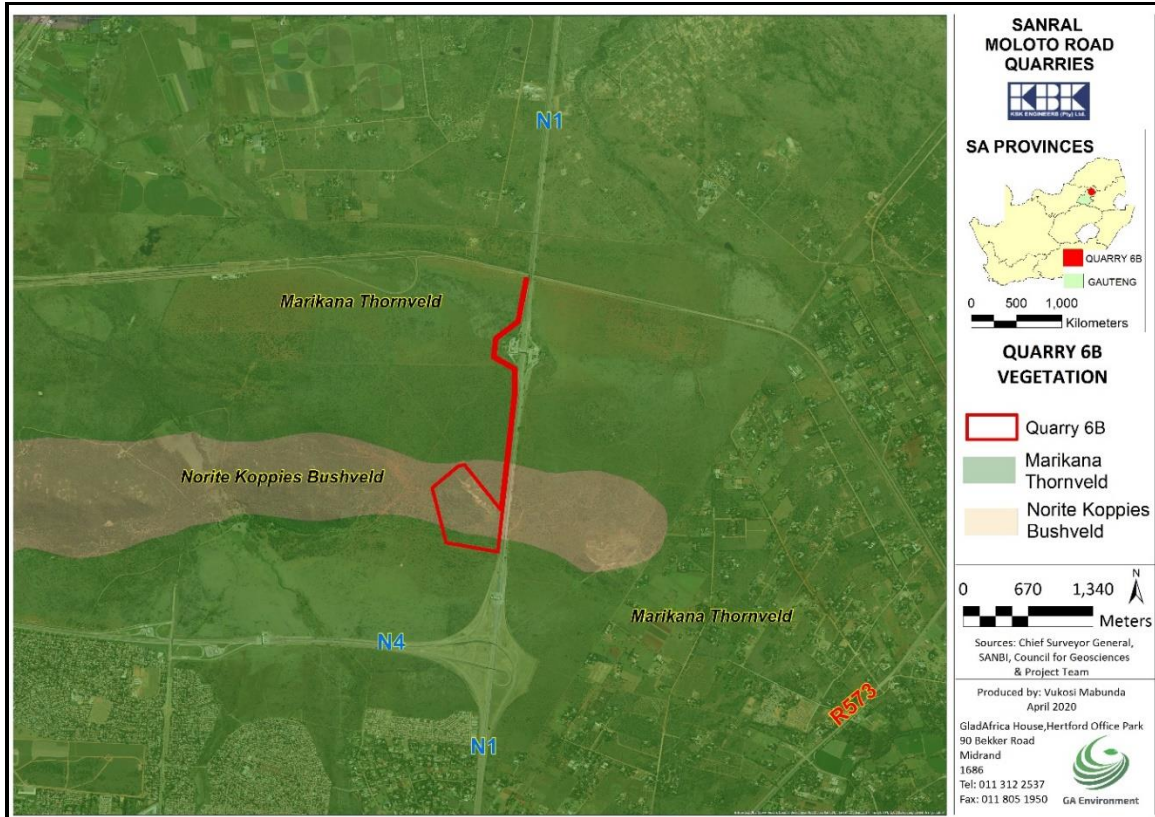 N1
Marikana Thornveld
Norite Koppies Bushveld
Marikana Thornveld
N4
R573
N1
SANRAL
MOLOTO ROAD
QUARRIES
KBK
KBK ENGINEERS (Pty) Ltd.
SA PROVINCES
QUARRY 6B
GAUTENG
0 500 1,000
Kilometers
QUARRY 6B
VEGETATION
Quarry 6B
Marikana
Thornveld
Norite Koppies
Bushveld
0 670 1,340
N
Meters
Sources: Chief Surveyor General,
SANBI, Council for Geosciences
& Project Team
Produced by: Vukosi Mabunda
April 2020
GladAfrica House,Hertford Office Park
90 Bekker Road
Midrand
1686
Tel: 011 312 2537
Fax: 011 805 1950
GA Environment